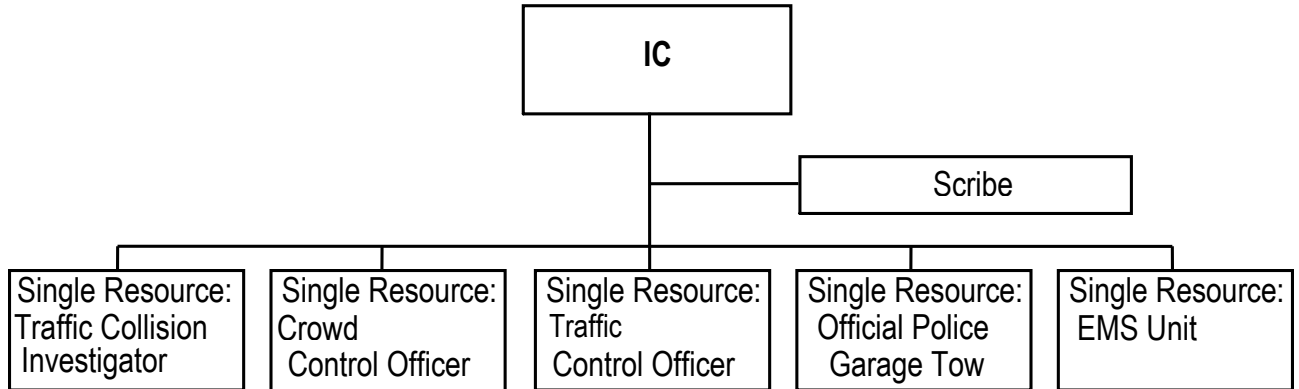 IC
Scribe
Single Resource:
Traffic Collision
Investigator
Single Resource:
Crowd
Control Officer
Single Resource:
Traffic
Control Officer
Single Resource:
Official Police
Garage Tow
Single Resource:
EMS Unit